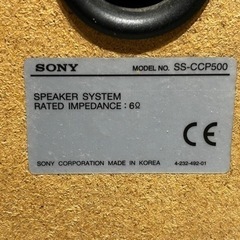 SONY MODEL NO. SS-CCP500
SPEAKER SYSTEM
RATED IMPEDANCE : 6Ω
CE
SONY CORPORATION MADE IN KOREA 4-232-492-01